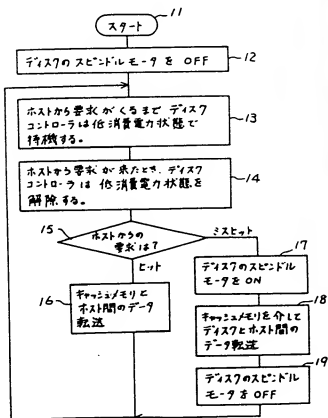 スタート
11
ディスクのスピンドルモータを OFF
12
ホストから要求がくるまで ディスク
コントローラは低消費電力状態で
待機する。
13
ホストから要求が来たとき、ディスク
コントローラは 低消費電力状態を
解除する。
14
15
ホストからの
要求は?
ミスヒット
ヒット
16
キャッシュメモリと
ホスト間のデータ
転送
17
ディスクのスピンドル
モータをON
18
キャッシュメモリを介して
ディスクとホスト間の
データ転送
19
ディスクのスピンドル
モータを OFF